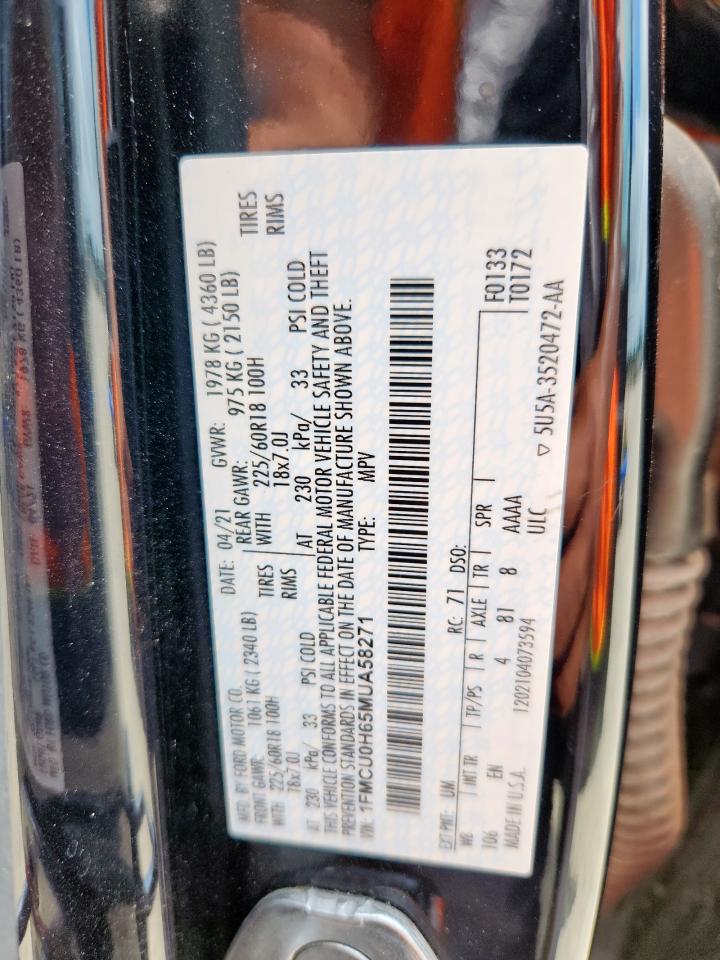 MFD. BY FORD MOTOR CO. DATE: 04/21 GVWR: 1978 KG ( 4360 LB)
FRONT GAWR: 1061 KG ( 2340 LB) REAR GAWR: 975 KG ( 2150 LB)
WITH 225/60R18 100H TIRES WITH 225/60R18 100H TIRES
18x7.0J RIMS 18x7.0J RIMS
AT 230 kPa/ 33 PSI COLD AT 230 kPa/ 33 PSI COLD
THIS VEHICLE CONFORMS TO ALL APPLICABLE FEDERAL MOTOR VEHICLE SAFETY AND THEFT
PREVENTION STANDARDS IN EFFECT ON THE DATE OF MANUFACTURE SHOWN ABOVE.
VIN: 1FMCU0H65MUA58271 TYPE: MPV
EXT PNT: UM RC: 71 DSO:
WB INT TR TP/PS R AXLE TR SPR F0133
106 EN 4 81 8 AAAA T0172
MADE IN U.S.A. 1202104073594 ULC
▽ 5U5A-3520472-AA